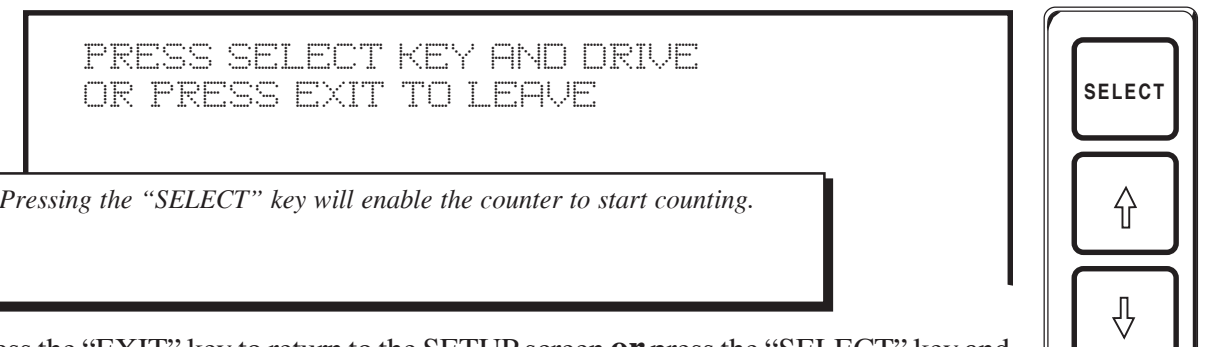 PRESS SELECT KEY AND DRIVE
OR PRESS EXIT TO LEAVE
SELECT
Pressing the “SELECT” key will enable the counter to start counting.
the “EXIT” key to return to the SETUP screen or press the “SELECT” key and